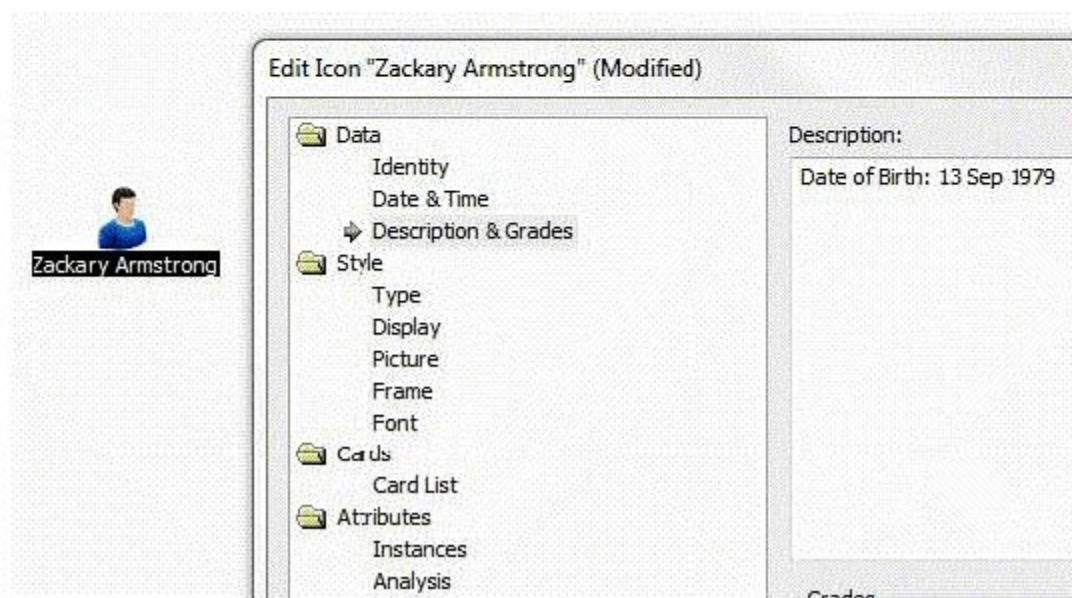 Edit Icon "Zackary Armstrong" (Modified)
Data
Identity
Date & Time
Description & Grades
Style
Type
Display
Picture
Frame
Font
Cards
Card List
Attributes
Instances
Analysis
Description:
Date of Birth: 13 Sep 1979
Grades
Zackary Armstrong